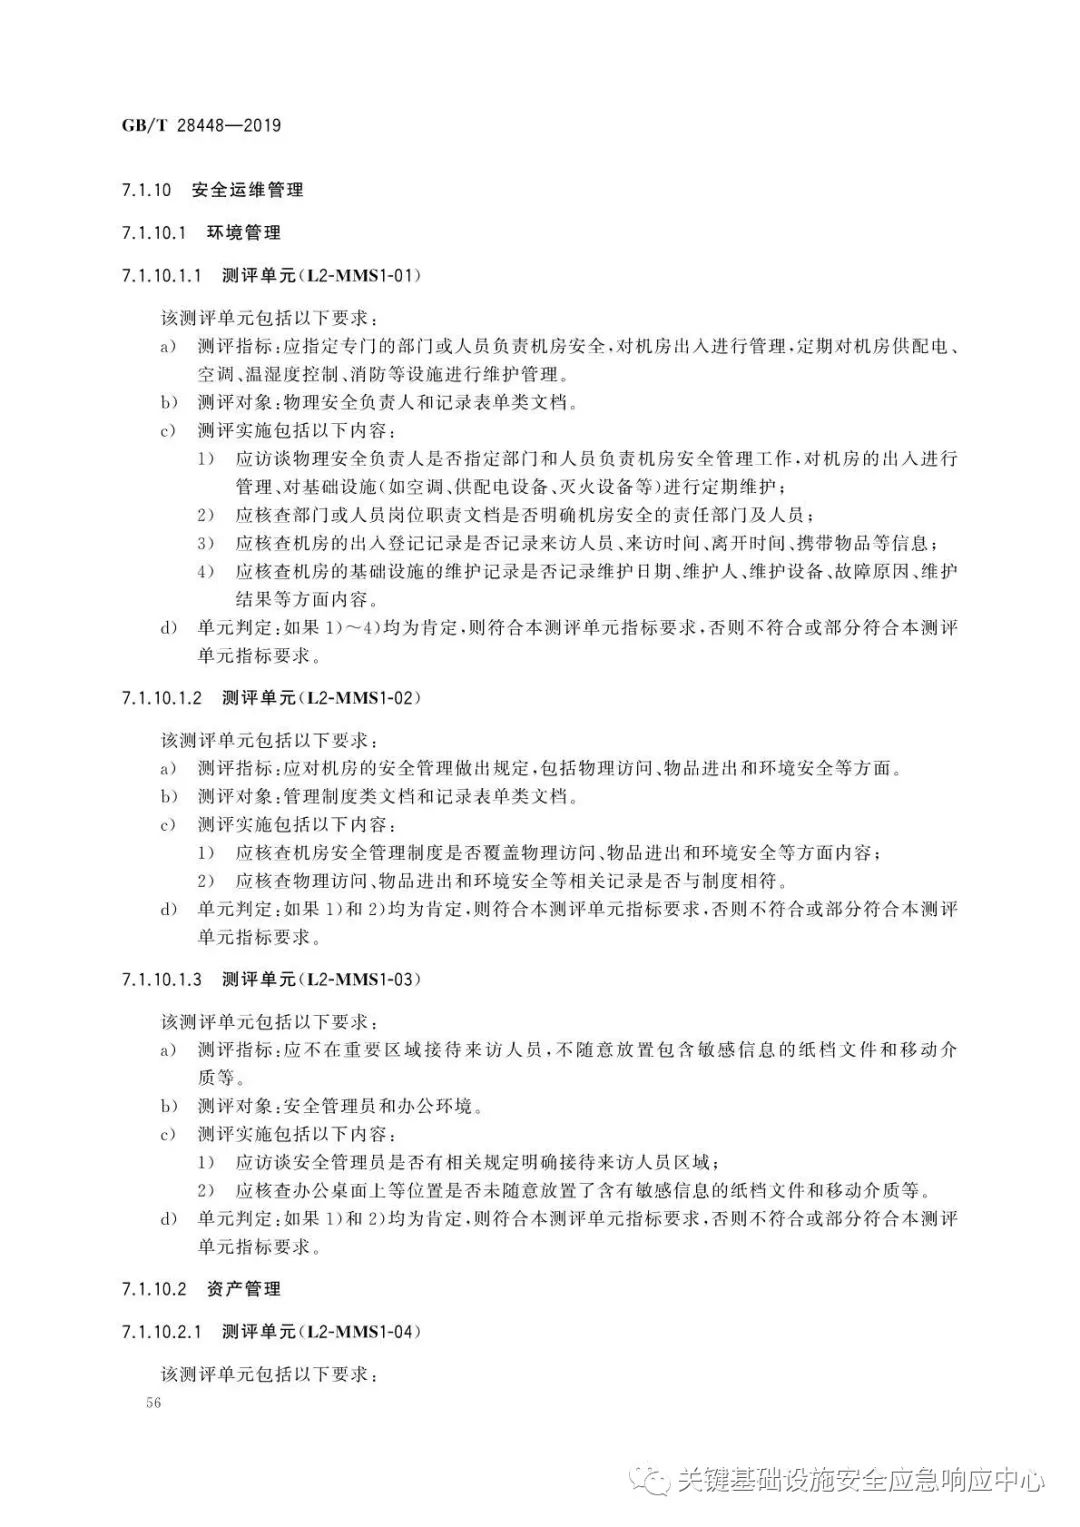 GB/T 28448—2019
7.1.10 安全运维管理
7.1.10.1 环境管理
7.1.10.1.1 测评单元(L2-MMS1-01)
该测评单元包括以下要求:
a) 测评指标:应指定专门的部门或人员负责机房安全,对机房出入进行管理,定期对机房供配电、
空调、温湿度控制、消防等设施进行维护管理。
b) 测评对象:物理安全负责人和记录表单类文档。
c) 测评实施包括以下内容:
1) 应访谈物理安全负责人是否指定部门和人员负责机房安全管理工作,对机房的出入进行
管理、对基础设施(如空调、供配电设备、灭火设备等)进行定期维护;
2) 应核查部门或人员岗位职责文档是否明确机房安全的责任部门及人员;
3) 应核查机房的出入登记记录是否记录来访人员、来访时间、离开时间、携带物品等信息;
4) 应核查机房的基础设施的维护记录是否记录维护日期、维护人、维护设备、故障原因、维护
结果等方面内容。
d) 单元判定:如果 1)～4)均为肯定,则符合本测评单元指标要求,否则不符合或部分符合本测评
单元指标要求。
7.1.10.1.2 测评单元(L2-MMS1-02)
该测评单元包括以下要求:
a) 测评指标:应对机房的安全管理做出规定,包括物理访问、物品进出和环境安全等方面。
b) 测评对象:管理制度类文档和记录表单类文档。
c) 测评实施包括以下内容:
1) 应核查机房安全管理制度是否覆盖物理访问、物品进出和环境安全等方面内容;
2) 应核查物理访问、物品进出和环境安全等相关记录是否与制度相符。
d) 单元判定:如果 1)和 2)均为肯定,则符合本测评单元指标要求,否则不符合或部分符合本测评
单元指标要求。
7.1.10.1.3 测评单元(L2-MMS1-03)
该测评单元包括以下要求:
a) 测评指标:应不在重要区域接待来访人员,不随意放置包含敏感信息的纸档文件和移动介
质等。
b) 测评对象:安全管理员和办公环境。
c) 测评实施包括以下内容:
1) 应访谈安全管理员是否有相关规定明确接待来访人员区域;
2) 应核查办公桌面上等位置是否未随意放置了含有敏感信息的纸档文件和移动介质等。
d) 单元判定:如果 1)和 2)均为肯定,则符合本测评单元指标要求,否则不符合或部分符合本测评
单元指标要求。
7.1.10.2 资产管理
7.1.10.2.1 测评单元(L2-MMS1-04)
该测评单元包括以下要求:
56
关键基础设施安全应急响应中心